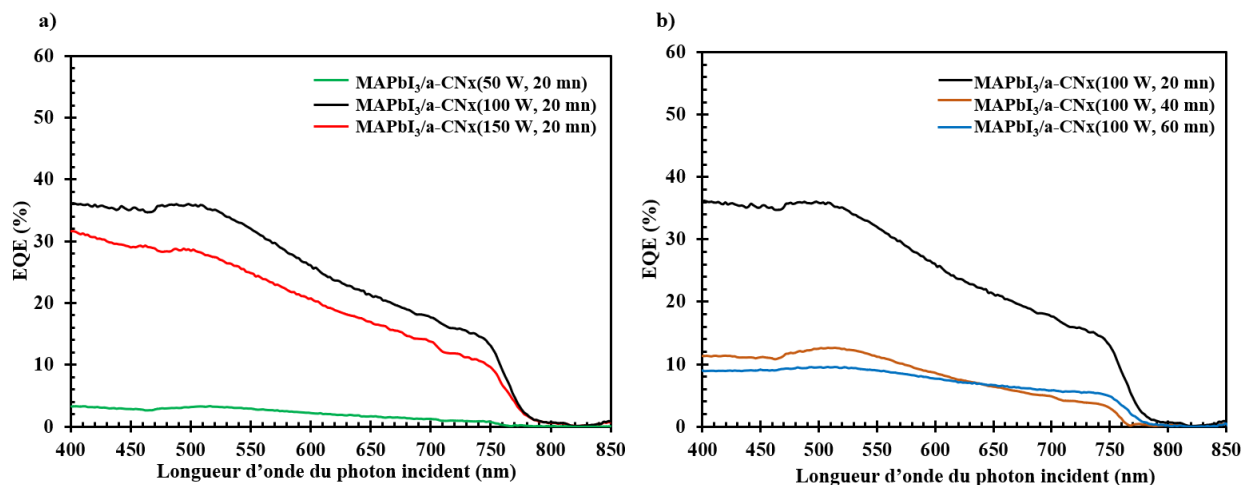 a)
60
50
40
30
20
10
0
EQE (%)
MAPbI₃/a-CNx(50 W, 20 mn)
MAPbI₃/a-CNx(100 W, 20 mn)
MAPbI₃/a-CNx(150 W, 20 mn)
400 450 500 550 600 650 700 750 800 850
Longueur d’onde du photon incident (nm)
b)
60
50
40
30
20
10
0
EQE (%)
MAPbI₃/a-CNx(100 W, 20 mn)
MAPbI₃/a-CNx(100 W, 40 mn)
MAPbI₃/a-CNx(100 W, 60 mn)
400 450 500 550 600 650 700 750 800 850
Longueur d’onde du photon incident (nm)